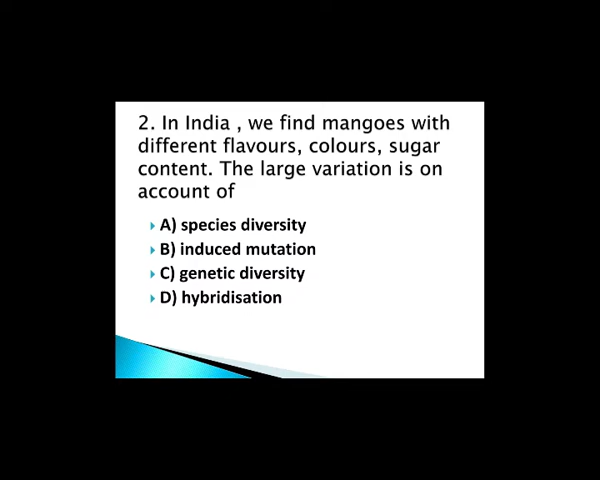 2. In India , we find mangoes with
different flavours, colours, sugar
content. The large variation is on
account of
A) species diversity
B) induced mutation
C) genetic diversity
D) hybridisation